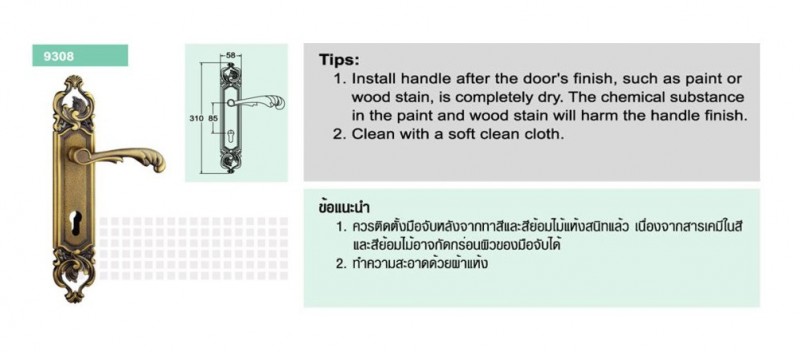 9308
58
310
85
Tips:
1. Install handle after the door's finish, such as paint or
wood stain, is completely dry. The chemical substance
in the paint and wood stain will harm the handle finish.
2. Clean with a soft clean cloth.
ข้อแนะนำ
1. ควรติดตั้งมือจับหลังจากทาสีและสีย้อมไม้แห้งสนิทแล้ว เนื่องจากสารเคมีในสี
และสีย้อมไม้อาจกัดกร่อนผิวของมือจับได้
2. ทำความสะอาดด้วยผ้าแห้ง